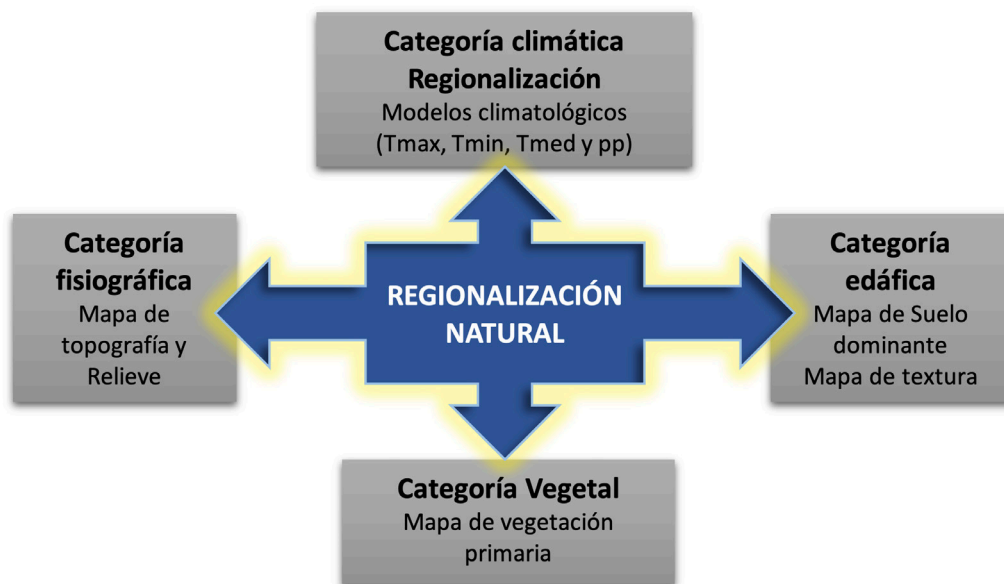 Categoría climática
Regionalización
Modelos climatológicos
(Tmax, Tmin, Tmed y pp)
Categoría
fisiográfica
Mapa de
topografía y
Relieve
REGIONALIZACIÓN
NATURAL
Categoría
edáfica
Mapa de Suelo
dominante
Mapa de textura
Categoría Vegetal
Mapa de vegetación
primaria